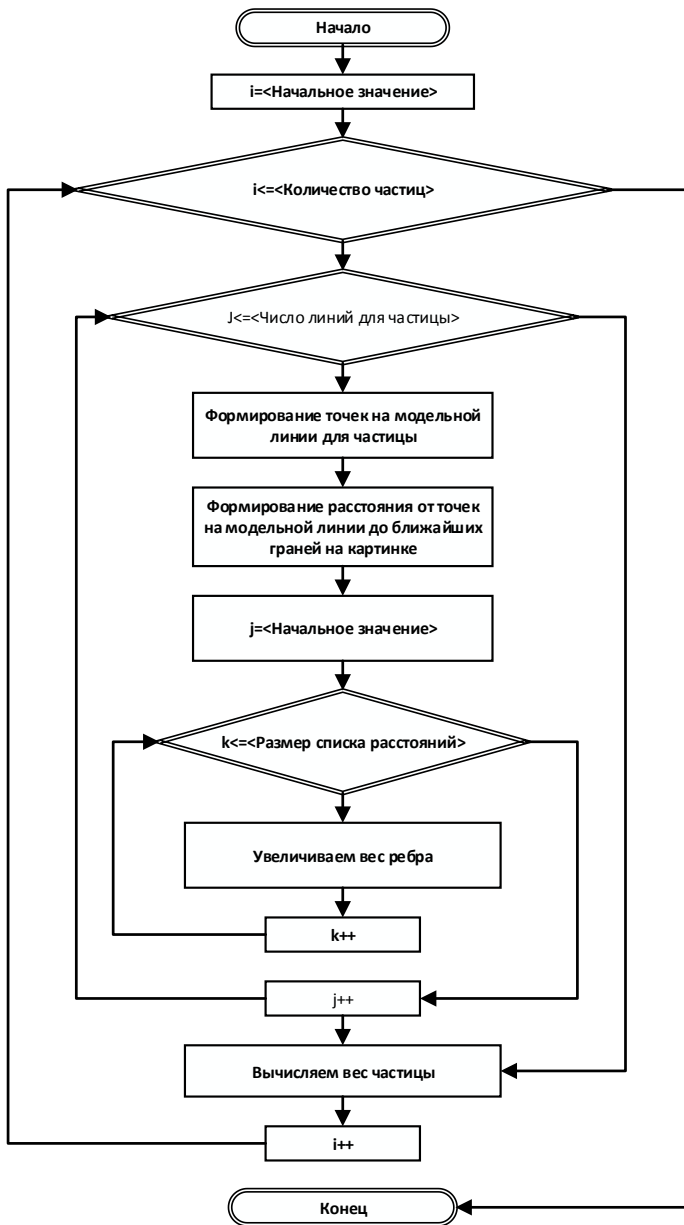 Начало
i=<Начальное значение>
i<=<Количество частиц>
J<=<Число линий для частицы>
Формирование точек на модельной
линии для частицы
Формирование расстояния от точек
на модельной линии до ближайших
граней на картинке
j=<Начальное значение>
k<=<Размер списка расстояний>
Увеличиваем вес ребра
k++
j++
Вычисляем вес частицы
i++
Конец